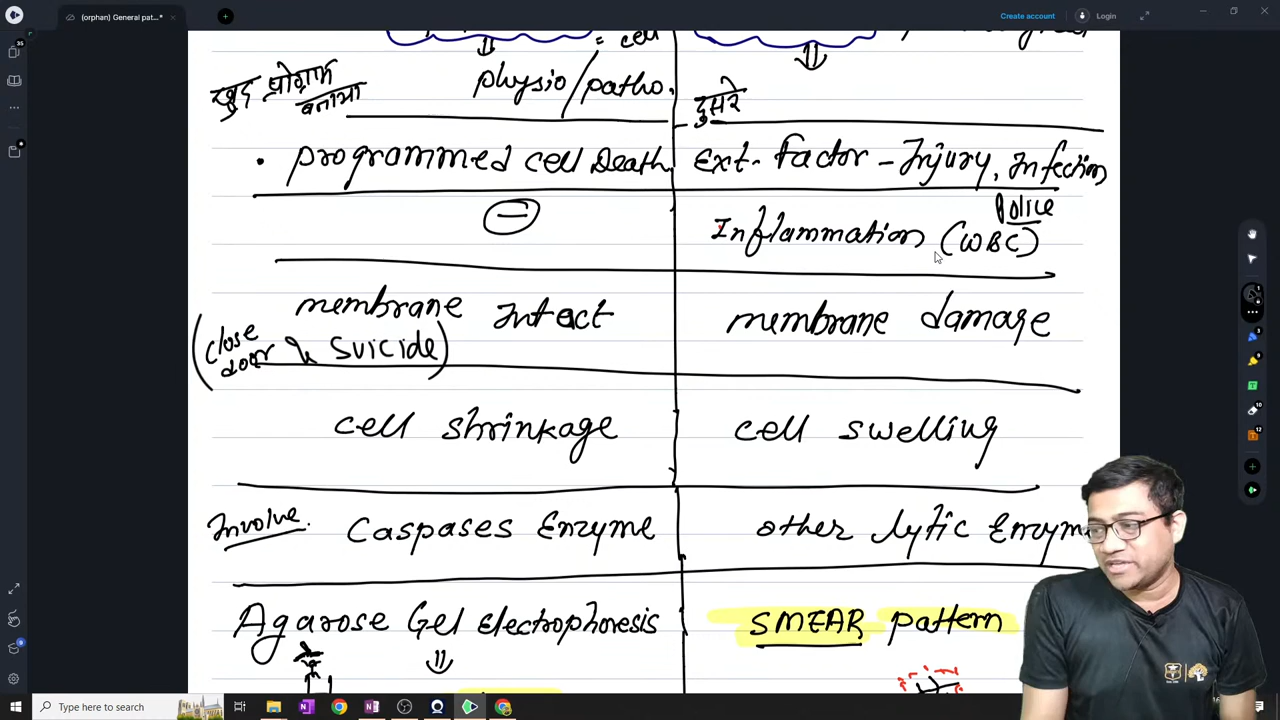 (orphan) General pat...*
Create account
Login
35
= cell
physio/patho.
खुद प्रोग्राम
बनाया
दुसरे ने
• programmed cell Death
Ext. factor - Injury, Infection
Police
Inflammation (WBC)
membrane Intact
membrane damage
(close door & suicide)
cell shrinkage
cell swelling
Involve.
Caspases Enzyme
other lytic Enzyme
Agarose Gel Electrophoresis
SMEAR pattern
Type here to search